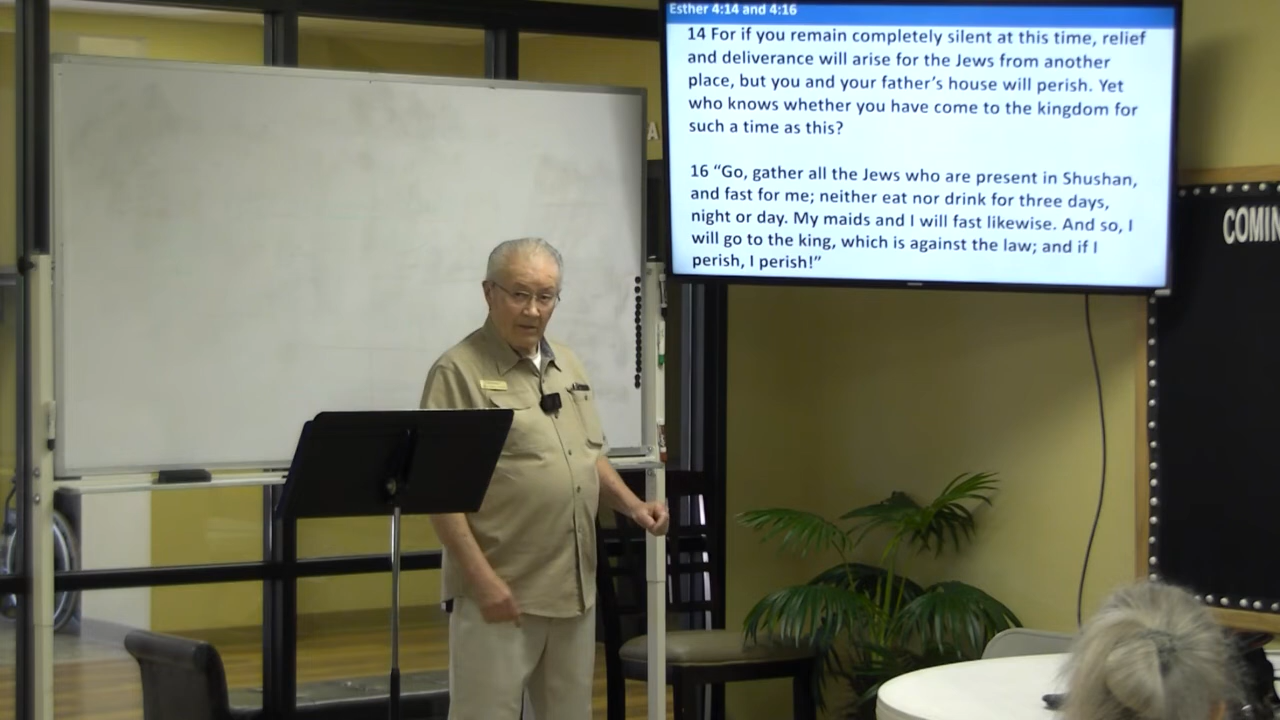 Esther 4:14 and 4:16
14 For if you remain completely silent at this time, relief
and deliverance will arise for the Jews from another
place, but you and your father's house will perish. Yet
who knows whether you have come to the kingdom for
such a time as this?
16 “Go, gather all the Jews who are present in Shushan,
and fast for me; neither eat nor drink for three days,
night or day. My maids and I will fast likewise. And so, I
will go to the king, which is against the law; and if I
perish, I perish!”
A
COMIN